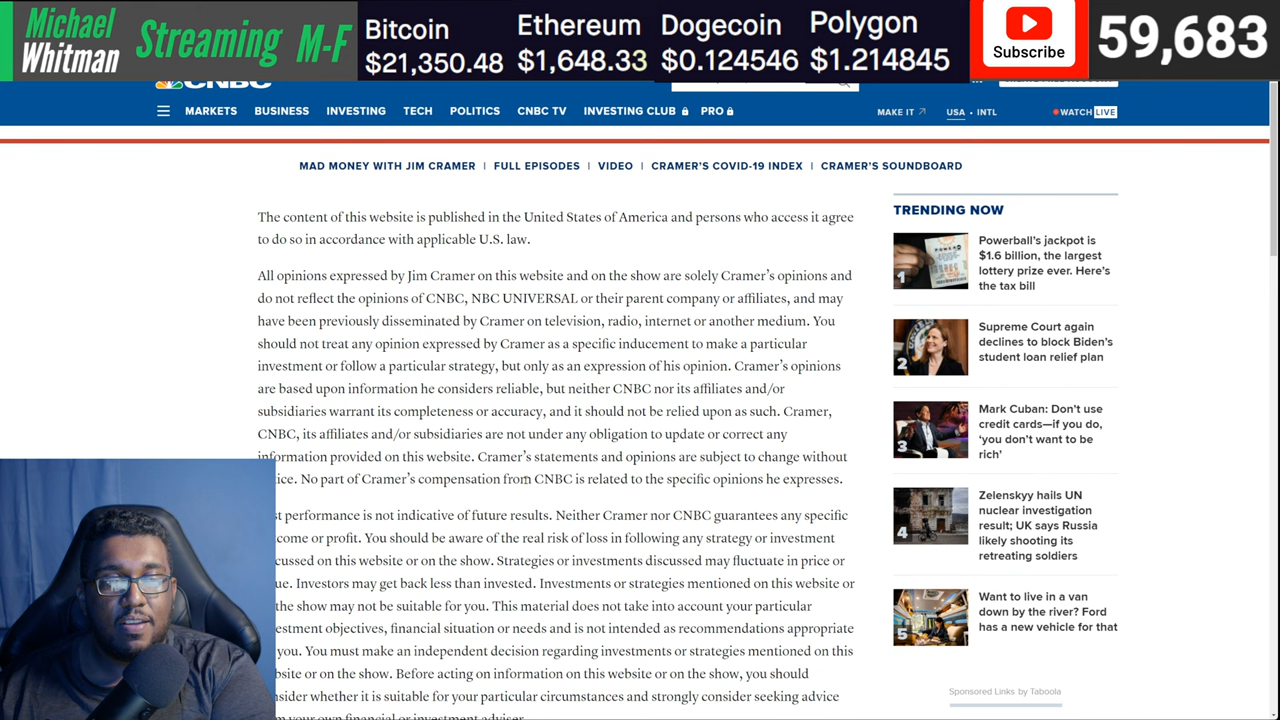 Michael
Whitman
Streaming M-F
Bitcoin
$21,350.48
Ethereum
$1,648.33
Dogecoin
$0.124546
Polygon
$1.214845
Subscribe
59,683
CNBC
MARKETS BUSINESS INVESTING TECH POLITICS CNBC TV INVESTING CLUB PRO MAKE IT USA • INTL WATCH LIVE
MAD MONEY WITH JIM CRAMER | FULL EPISODES | VIDEO | CRAMER'S COVID-19 INDEX | CRAMER'S SOUNDBOARD
The content of this website is published in the United States of America and persons who access it agree
to do so in accordance with applicable U.S. law.
All opinions expressed by Jim Cramer on this website and on the show are solely Cramer's opinions and
do not reflect the opinions of CNBC, NBC UNIVERSAL or their parent company or affiliates, and may
have been previously disseminated by Cramer on television, radio, internet or another medium. You
should not treat any opinion expressed by Cramer as a specific inducement to make a particular
investment or follow a particular strategy, but only as an expression of his opinion. Cramer's opinions
are based upon information he considers reliable, but neither CNBC nor its affiliates and/or
subsidiaries warrant its completeness or accuracy, and it should not be relied upon as such. Cramer,
CNBC, its affiliates and/or subsidiaries are not under any obligation to update or correct any
information provided on this website. Cramer's statements and opinions are subject to change without
ice. No part of Cramer's compensation from CNBC is related to the specific opinions he expresses.
st performance is not indicative of future results. Neither Cramer nor CNBC guarantees any specific
come or profit. You should be aware of the real risk of loss in following any strategy or investment
cussed on this website or on the show. Strategies or investments discussed may fluctuate in price or
ue. Investors may get back less than invested. Investments or strategies mentioned on this website or
the show may not be suitable for you. This material does not take into account your particular
estment objectives, financial situation or needs and is not intended as recommendations appropriate
you. You must make an independent decision regarding investments or strategies mentioned on this
bsite or on the show. Before acting on information on this website or on the show, you should
nsider whether it is suitable for your particular circumstances and strongly consider seeking advice
m your own financial or investment adviser.
TRENDING NOW
1
Powerball's jackpot is
$1.6 billion, the largest
lottery prize ever. Here's
the tax bill
2
Supreme Court again
declines to block Biden's
student loan relief plan
3
Mark Cuban: Don't use
credit cards—if you do,
'you don't want to be
rich'
4
Zelenskyy hails UN
nuclear investigation
result; UK says Russia
likely shooting its
retreating soldiers
5
Want to live in a van
down by the river? Ford
has a new vehicle for that
Sponsored Links by Taboola